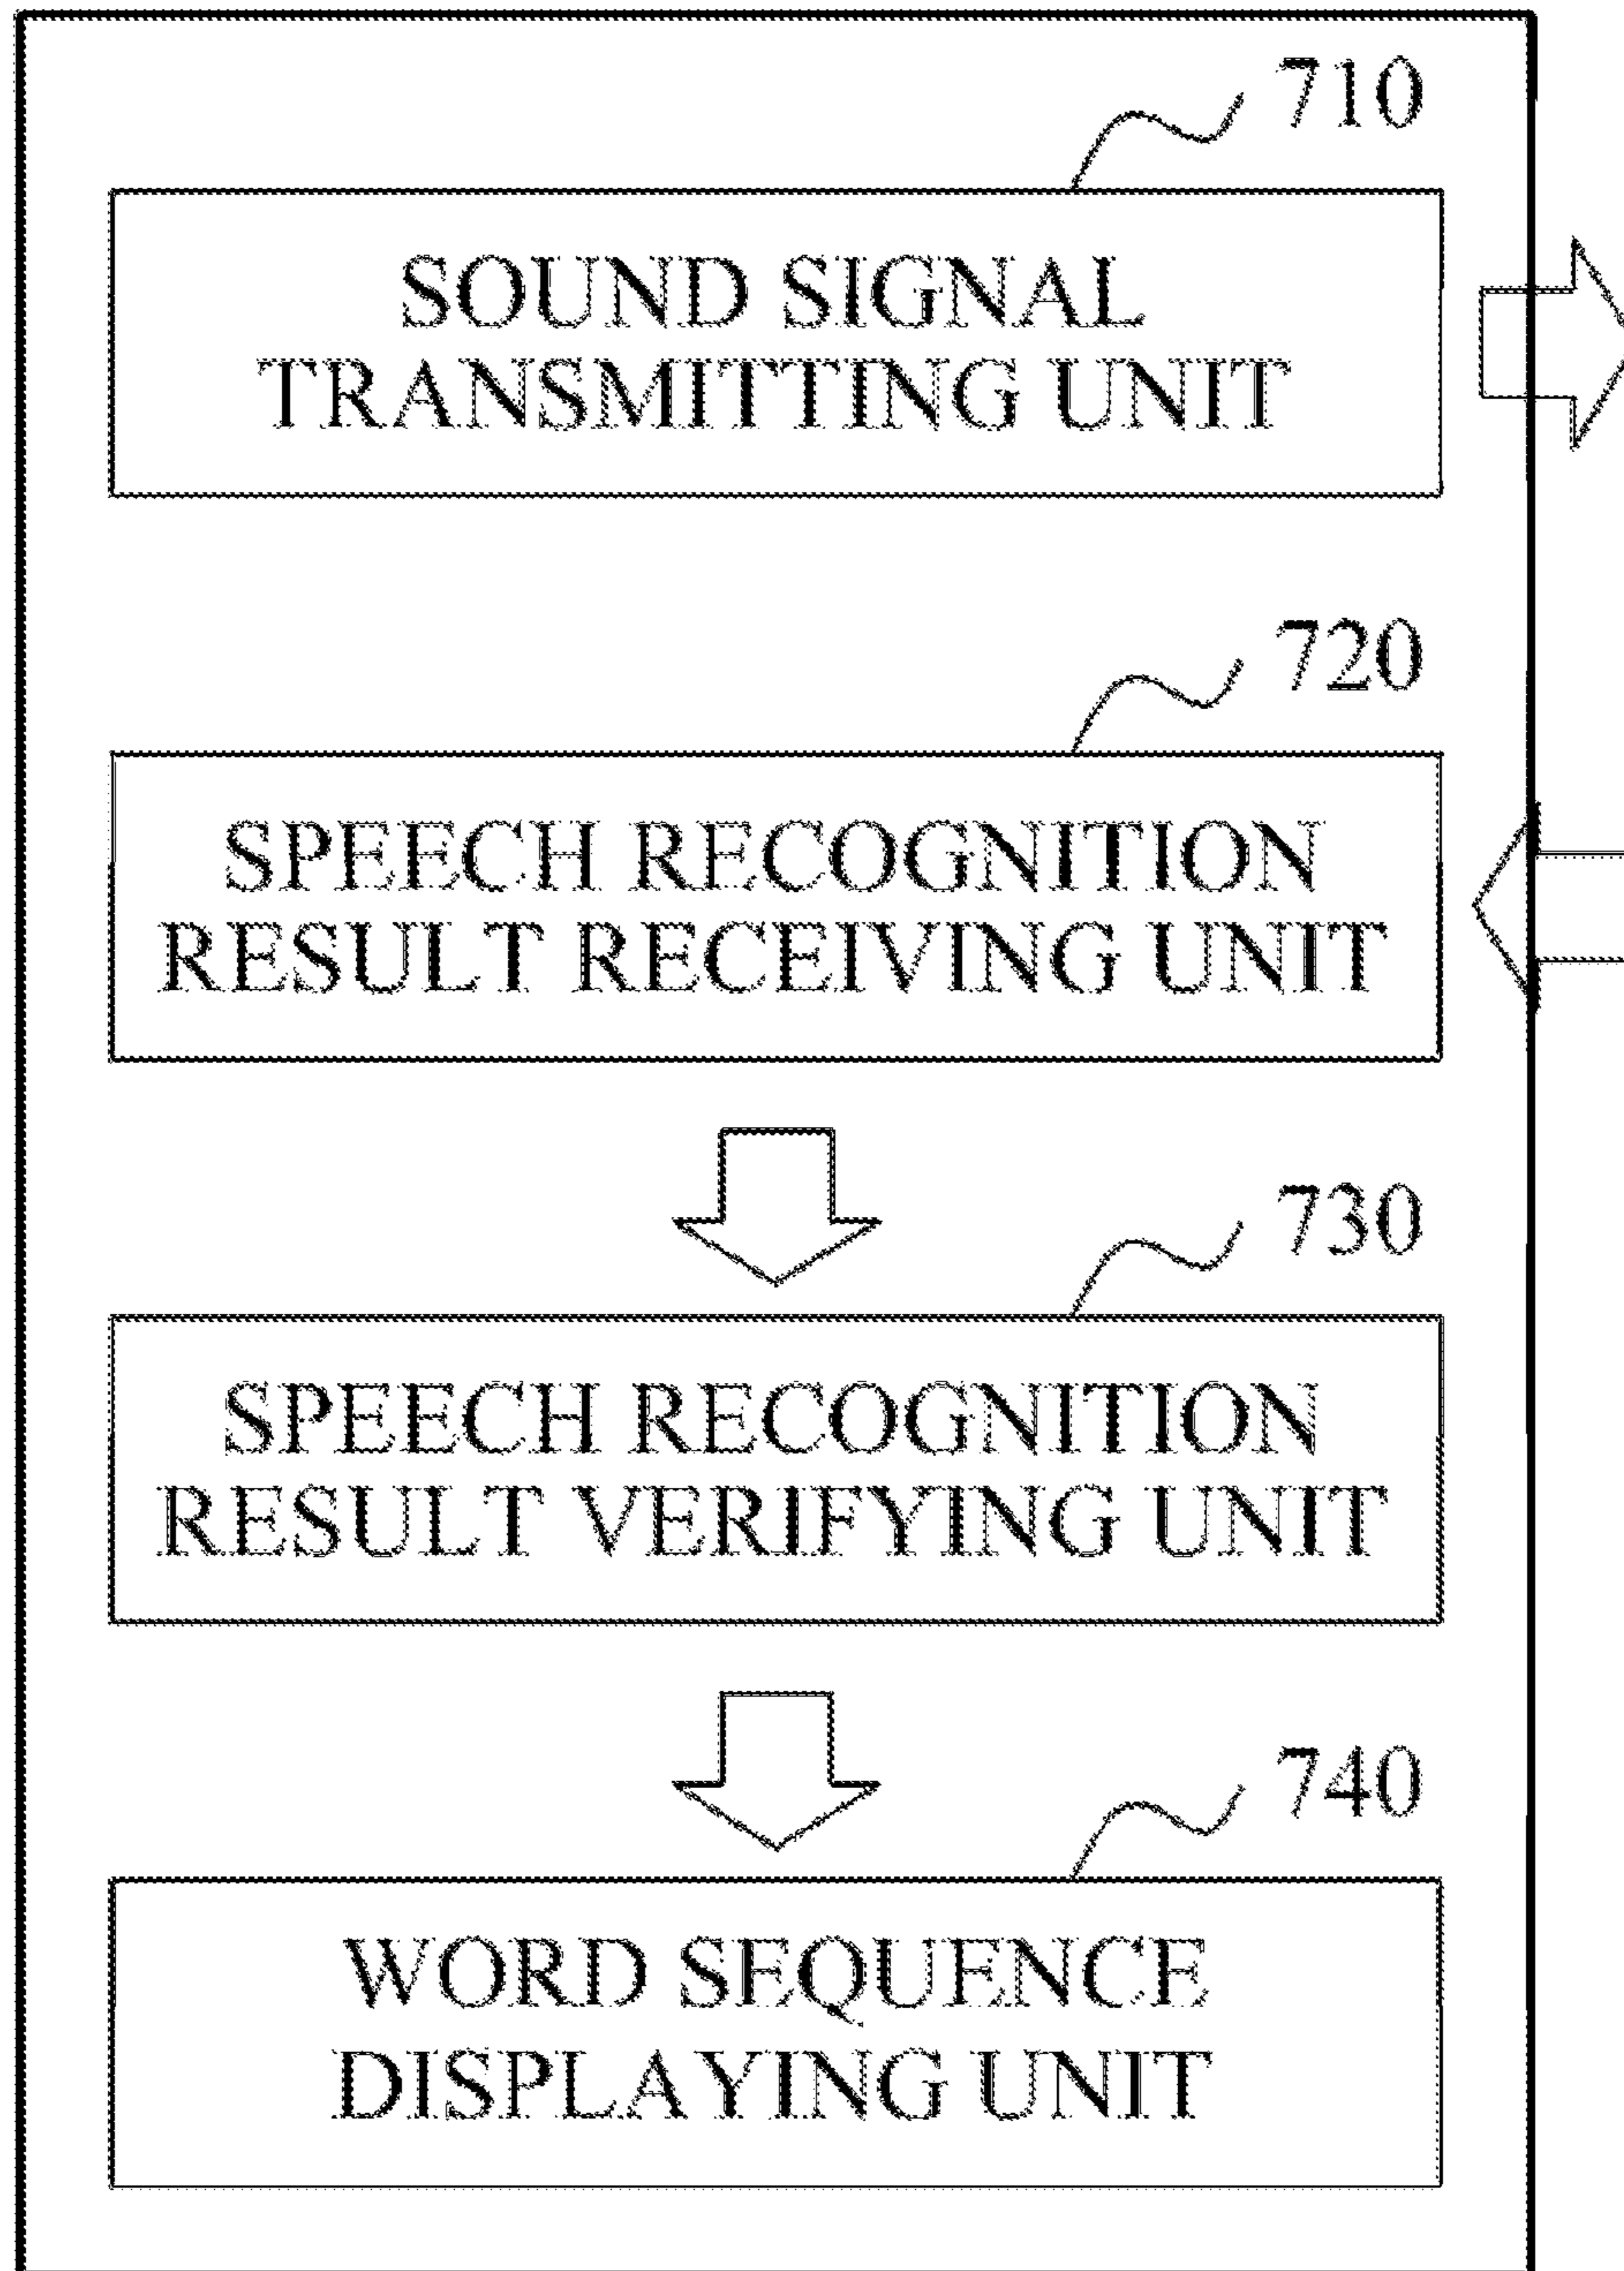 710
SOUND SIGNAL
TRANSMITTING UNIT
720
SPEECH RECOGNITION
RESULT RECEIVING UNIT
730
SPEECH RECOGNITION
RESULT VERIFYING UNIT
740
WORD SEQUENCE
DISPLAYING UNIT